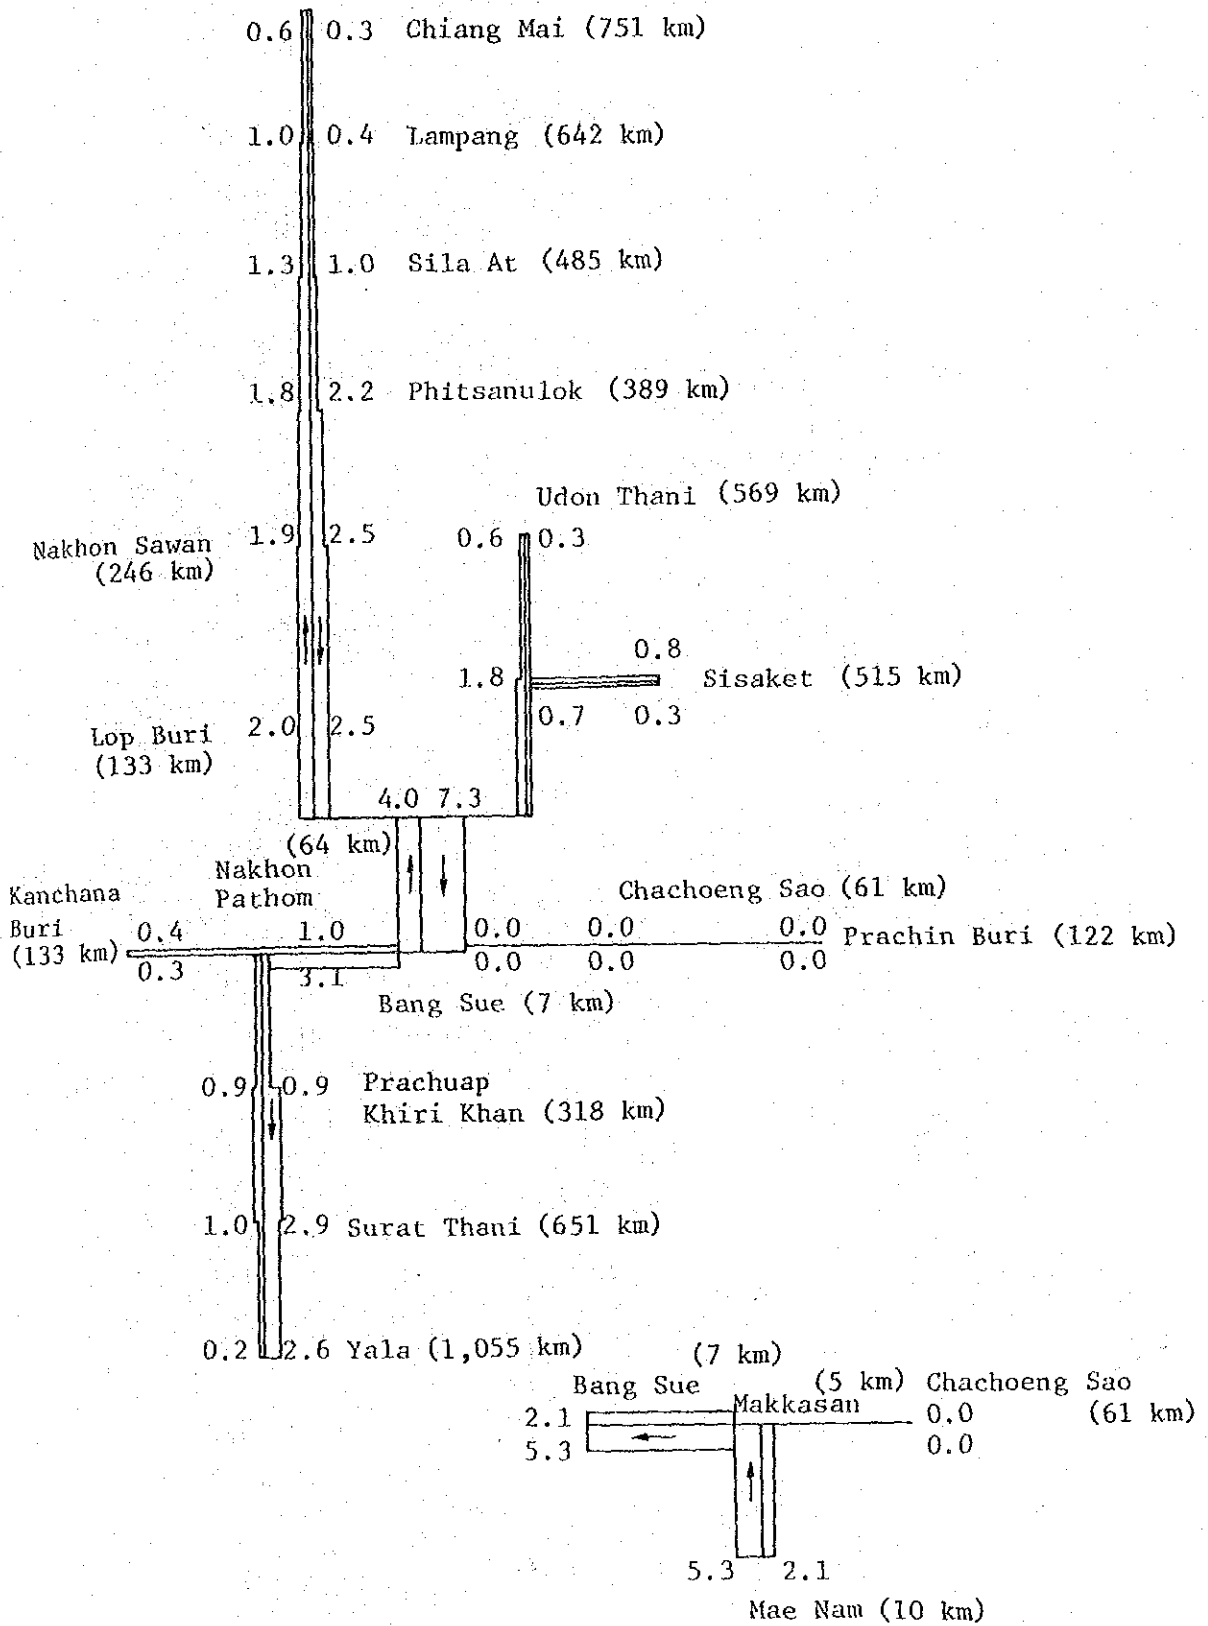 0.6 0.3 Chiang Mai (751 km)
1.0 0.4 Lampang (642 km)
1.3 1.0 Sila At (485 km)
1.8 2.2 Phitsanulok (389 km)
Udon Thani (569 km)
Nakhon Sawan 1.9 2.5 0.6 0.3
(246 km)
0.8
1.8 Sisaket (515 km)
0.7 0.3
Lop Buri 2.0 2.5
(133 km)
4.0 7.3
(64 km)
Nakhon
Pathom
Kanchana
Buri
(133 km)
Chachoeng Sao (61 km)
0.4 1.0 0.0 0.0 0.0 Prachin Buri (122 km)
0.3 3.1 0.0 0.0 0.0
Bang Sue (7 km)
0.9 0.9 Prachuap
Khiri Khan (318 km)
1.0 2.9 Surat Thani (651 km)
0.2 2.6 Yala (1,055 km)
(7 km)
Bang Sue (5 km) Chachoeng Sao
Makkasan (61 km)
2.1 0.0
5.3 0.0
5.3 2.1
Mae Nam (10 km)